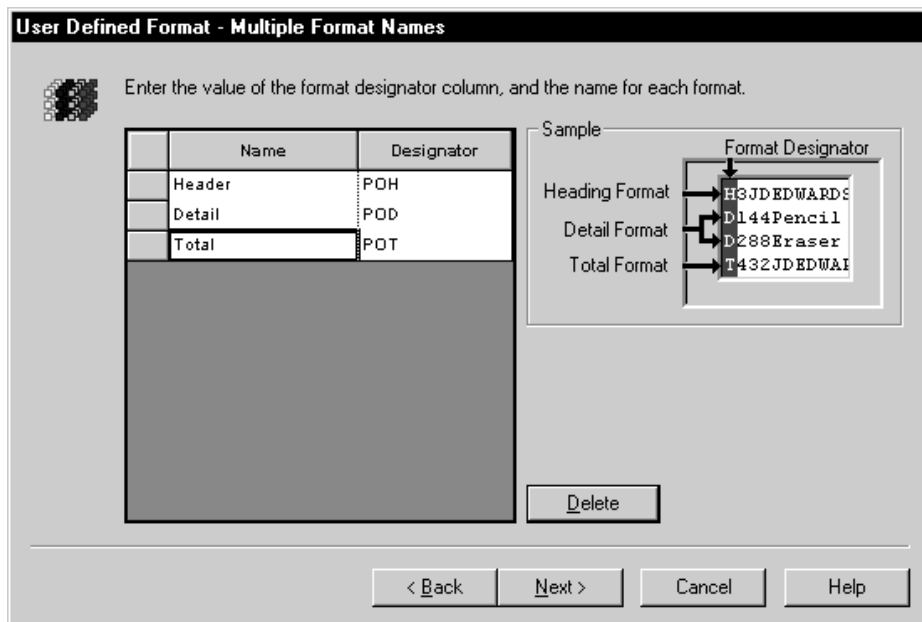 User Defined Format - Multiple Format Names
Enter the value of the format designator column, and the name for each format.
Name Designator
Header POH
Detail POD
Total POT
Sample
Format Designator
Heading Format H3JDEDWARDS
Detail Format D144Pencil
D288Eraser
Total Format T432JDEDWAR
Delete
< Back Next > Cancel Help